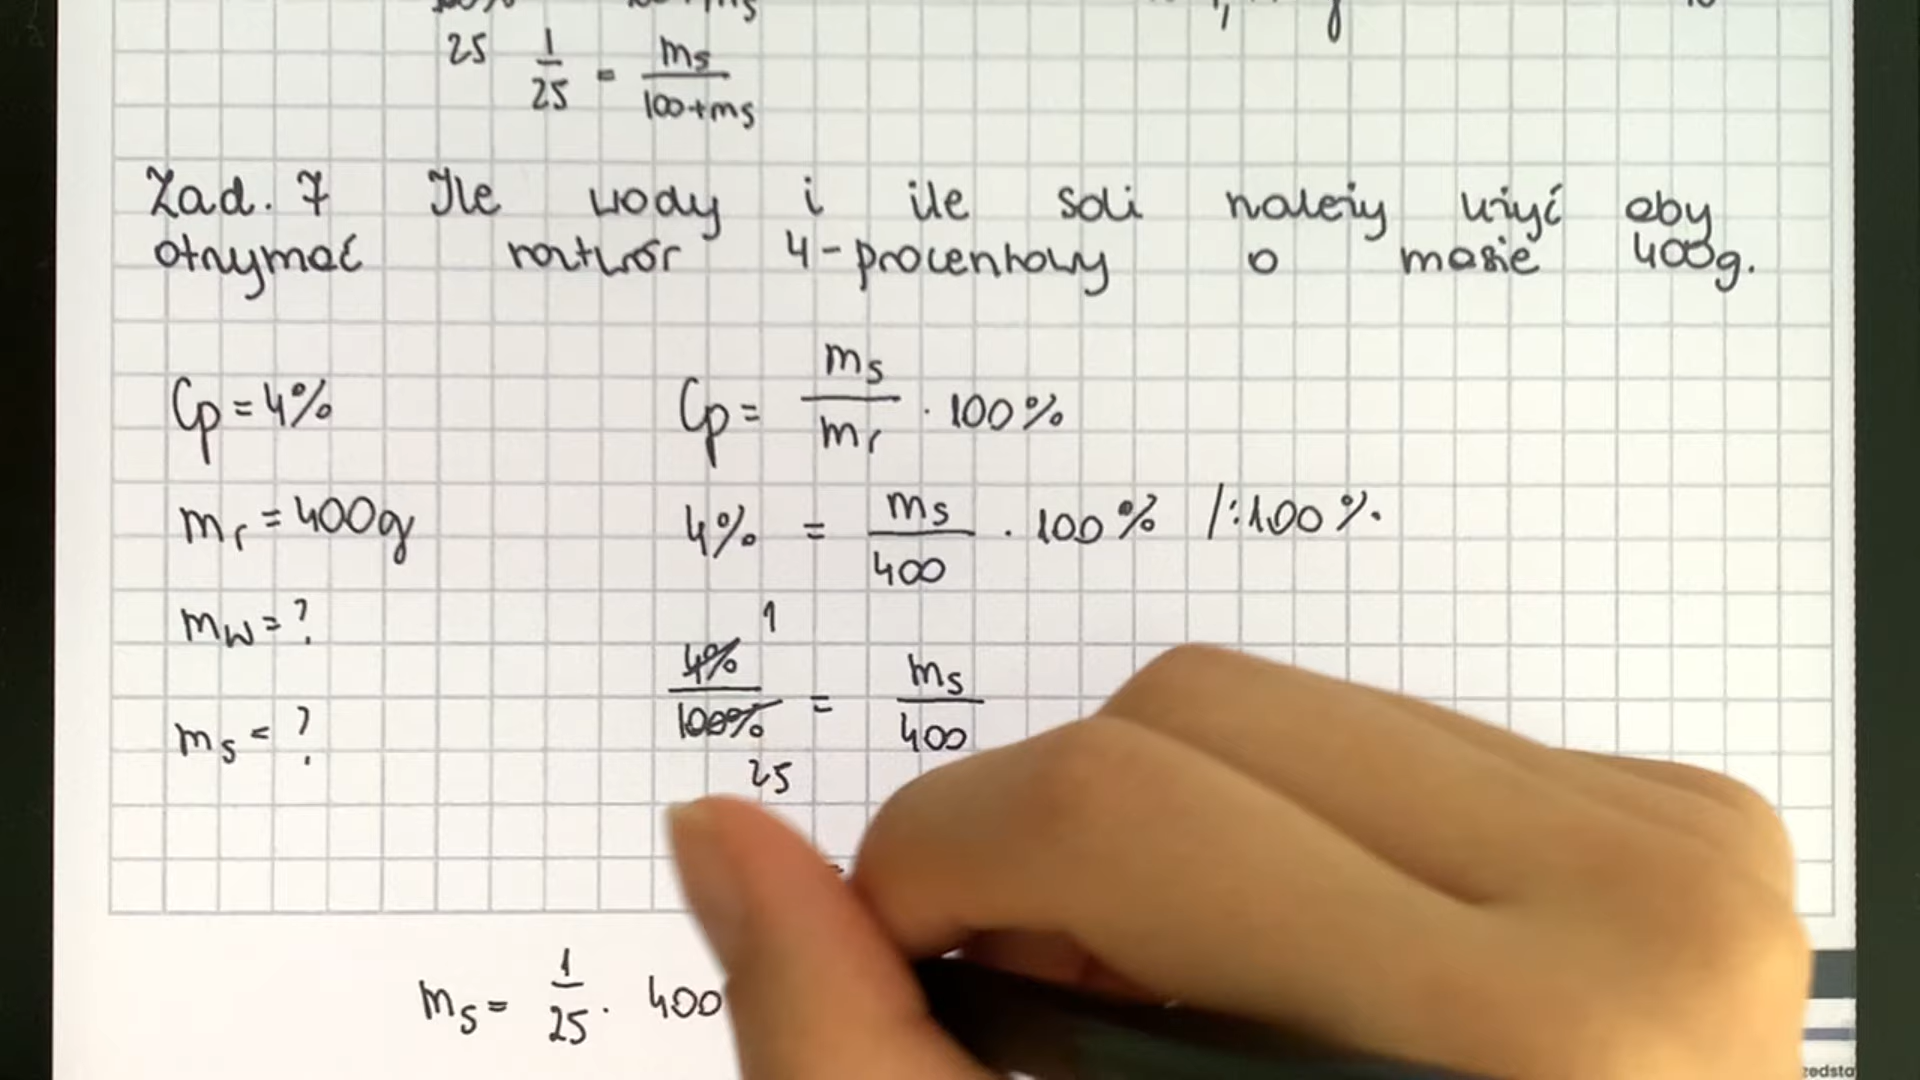 25 1/25 = ms/100+ms
Zad. 7 Ile wody i ile soli należy użyć aby
otrzymać roztwór 4-procentowy o masie 400g.
Cp = 4%
Cp = ms/mr · 100%
mr = 400g
4% = ms/400 · 100% /:100%
mw = ?
1
4%/100% = ms/400
25
ms = ?
ms = 1/25 · 400